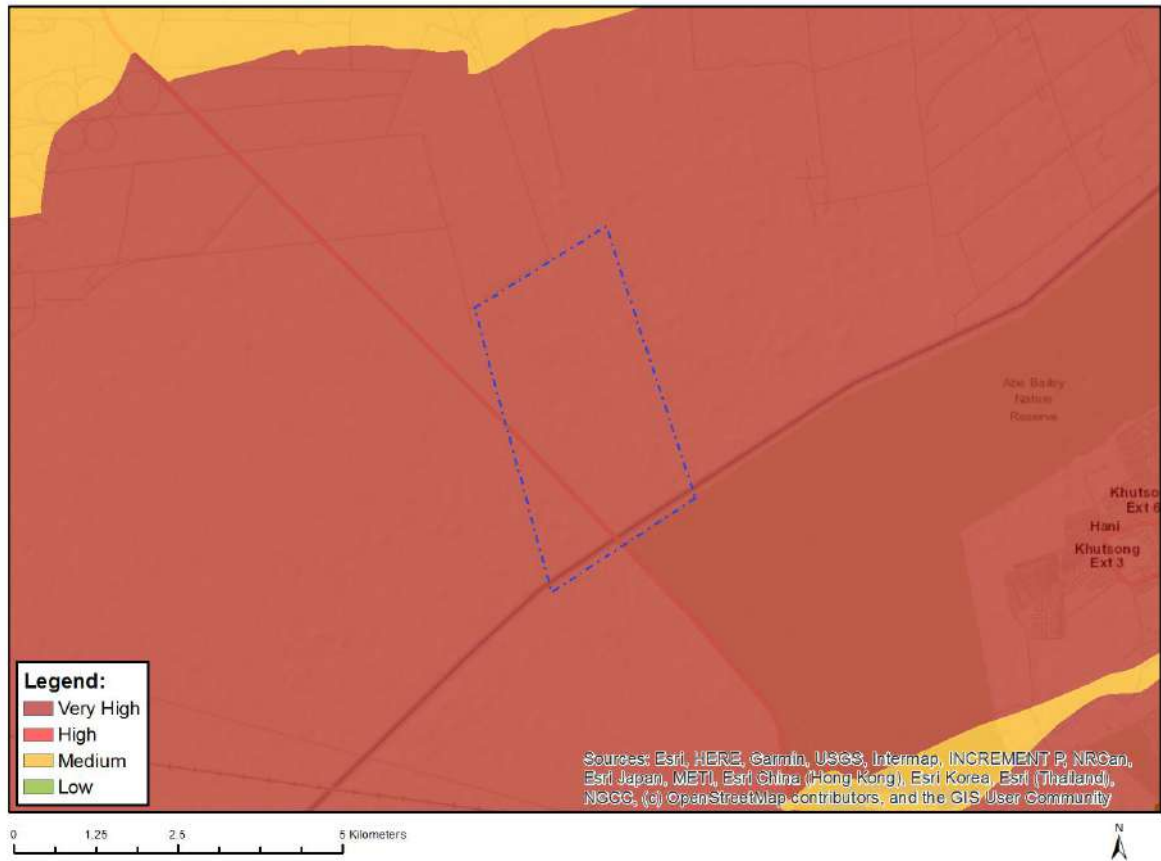 Abe Bailey
Nature
Reserve
Khutso
Ext 6
Hani
Khutsong
Ext 3
Legend:
Very High
High
Medium
Low
Sources: Esri, HERE, Garmin, USGS, Intermap, INCREMENT P, NRCan,
Esri Japan, METI, Esri China (Hong Kong), Esri Korea, Esri (Thailand),
NGCC, (c) OpenStreetMap contributors, and the GIS User Community
0 1,25 2,5 5 Kilometers
N